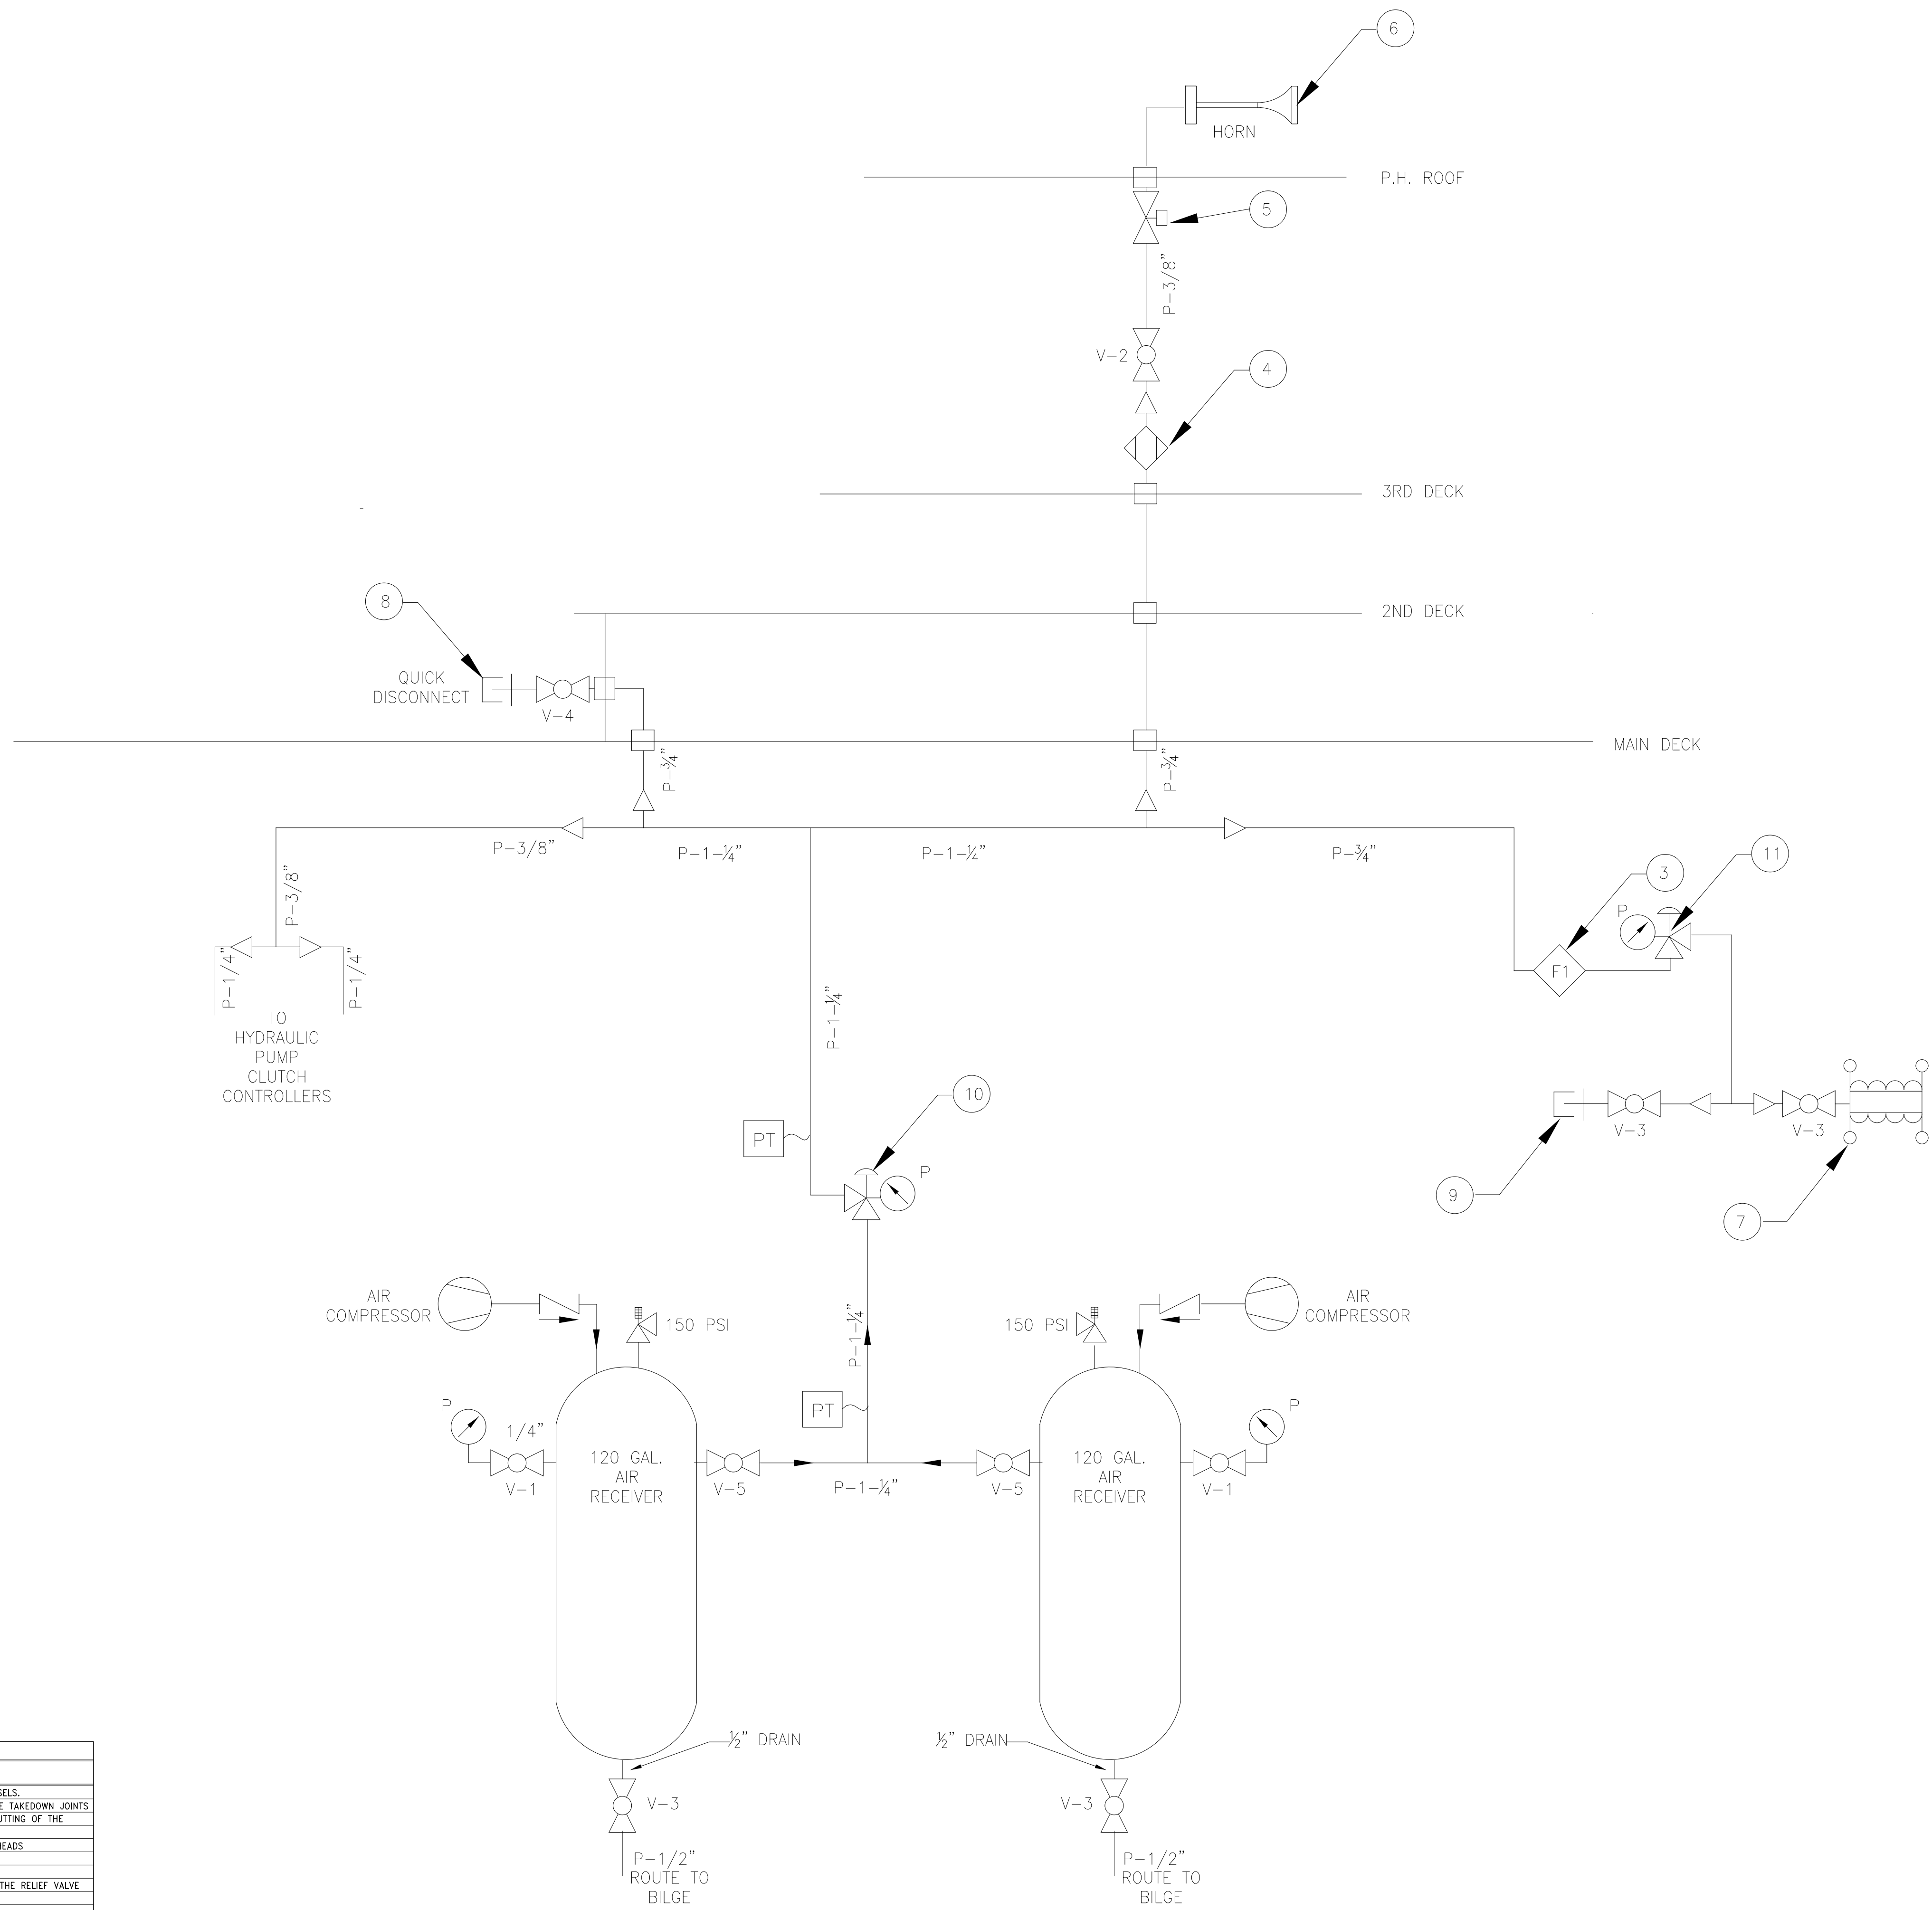 6
HORN
P.H. ROOF
5
P-3/8"
V-2
4
3RD DECK
8
2ND DECK
QUICK
DISCONNECT
V-4
MAIN DECK
P-¾"
P-¾"
P-3/8"
P-1-¼"
P-1-¼"
P-¾"
11
3
P
P-3/8"
F1
P-1/4"
P-1/4"
TO
HYDRAULIC
PUMP
CLUTCH
CONTROLLERS
P-1-¼"
10
PT
P
V-3
V-3
9
7
AIR
COMPRESSOR
150 PSI
P-1-¼"
150 PSI
AIR
COMPRESSOR
P
1/4"
PT
P
120 GAL.
AIR
RECEIVER
120 GAL.
AIR
RECEIVER
V-1
V-5
P-1-¼"
V-5
V-1
½" DRAIN
½" DRAIN
V-3
V-3
P-1/2"
ROUTE TO
BILGE
P-1/2"
ROUTE TO
BILGE
TAKEDOWN JOINTS
OF THE
THE RELIEF VALVE